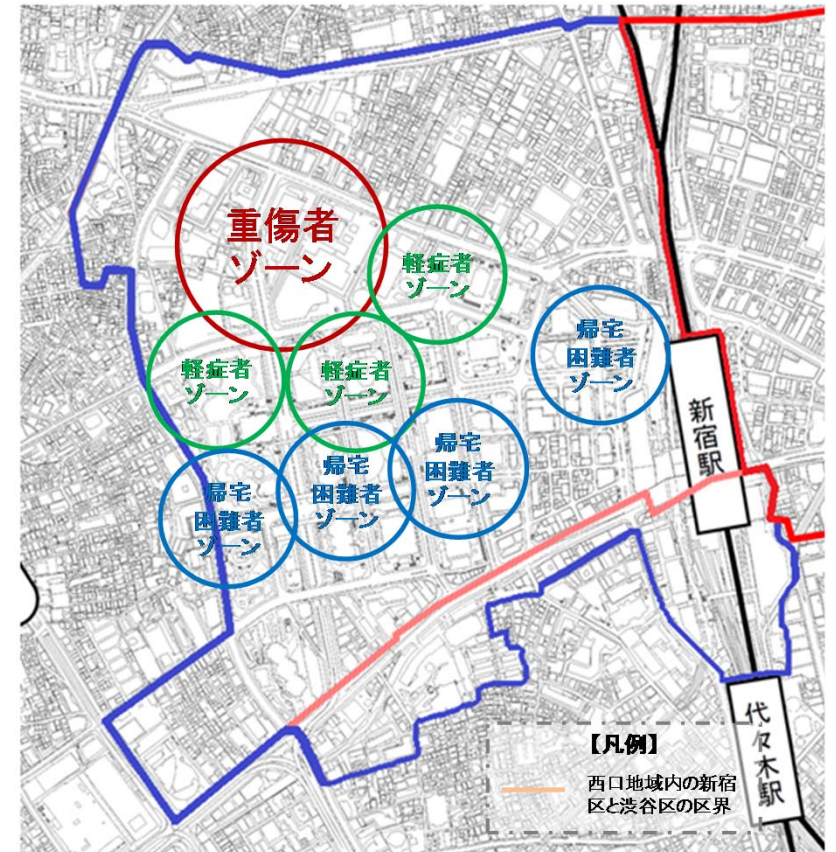 重傷者
ゾーン
軽症者
ゾーン
帰宅
困難者
ゾーン
軽症者
ゾーン
軽症者
ゾーン
帰宅
困難者
ゾーン
帰宅
困難者
ゾーン
帰宅
困難者
ゾーン
新宿駅
代々木駅
【凡例】
西口地域内の新宿
区と渋谷区の区界